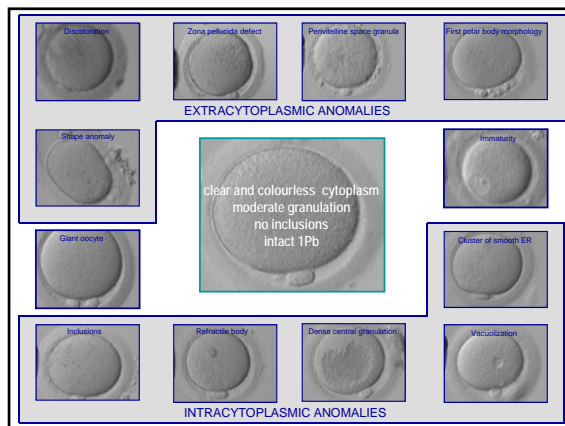 Discoloration
Zona pellucida defect
Perivitelline space granula
First polar body morphology
EXTRACYTOPLASMIC ANOMALIES
Shape anomaly
Immaturity
clear and colourless cytoplasm
moderate granulation
no inclusions
intact 1Pb
Giant oocyte
Cluster of smooth ER
Inclusions
Refractile body
Dense central granulation
Vacuolization
INTRACYTOPLASMIC ANOMALIES